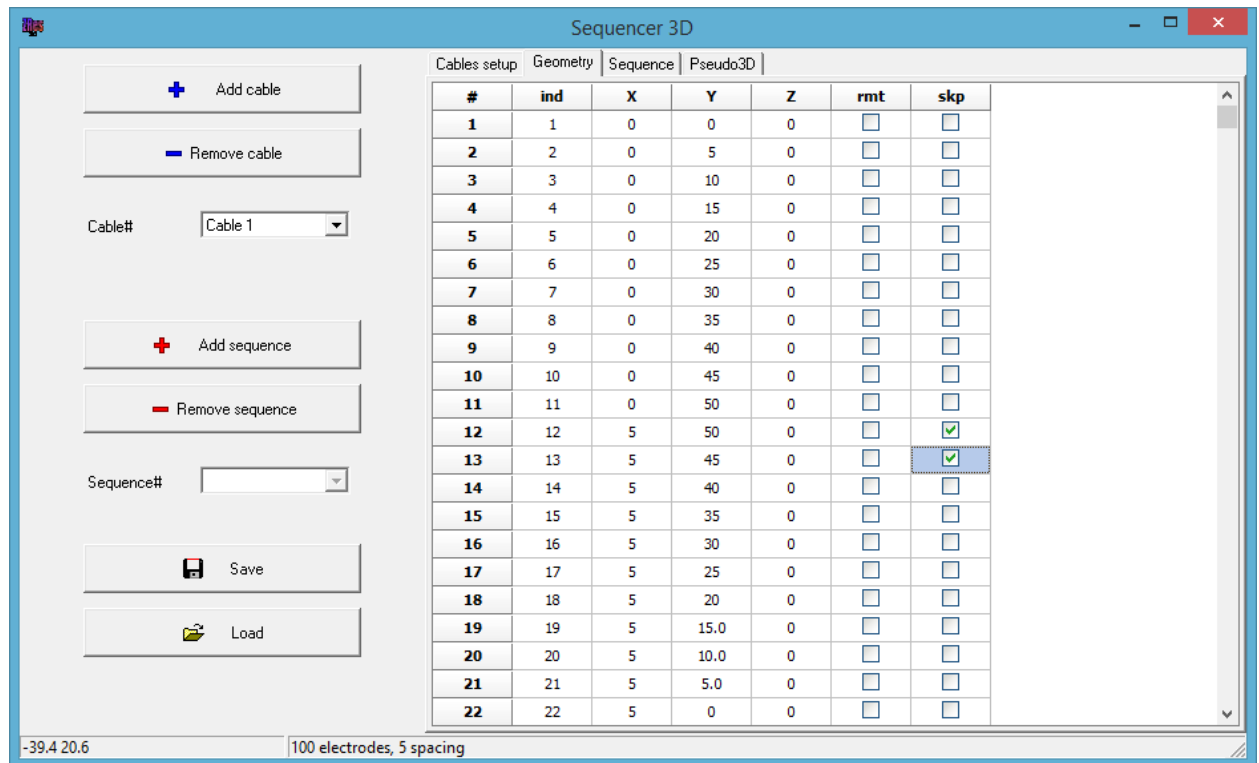 Sequencer 3D
Add cable
Remove cable
Cable# Cable 1
Add sequence
Remove sequence
Sequence#
Save
Load
Cables setup Geometry Sequence Pseudo3D
# ind X Y Z rmt skp
1 1 0 0 0
2 2 0 5 0
3 3 0 10 0
4 4 0 15 0
5 5 0 20 0
6 6 0 25 0
7 7 0 30 0
8 8 0 35 0
9 9 0 40 0
10 10 0 45 0
11 11 0 50 0
12 12 5 50 0
13 13 5 45 0
14 14 5 40 0
15 15 5 35 0
16 16 5 30 0
17 17 5 25 0
18 18 5 20 0
19 19 5 15.0 0
20 20 5 10.0 0
21 21 5 5.0 0
22 22 5 0 0
-39.4 20.6 100 electrodes, 5 spacing